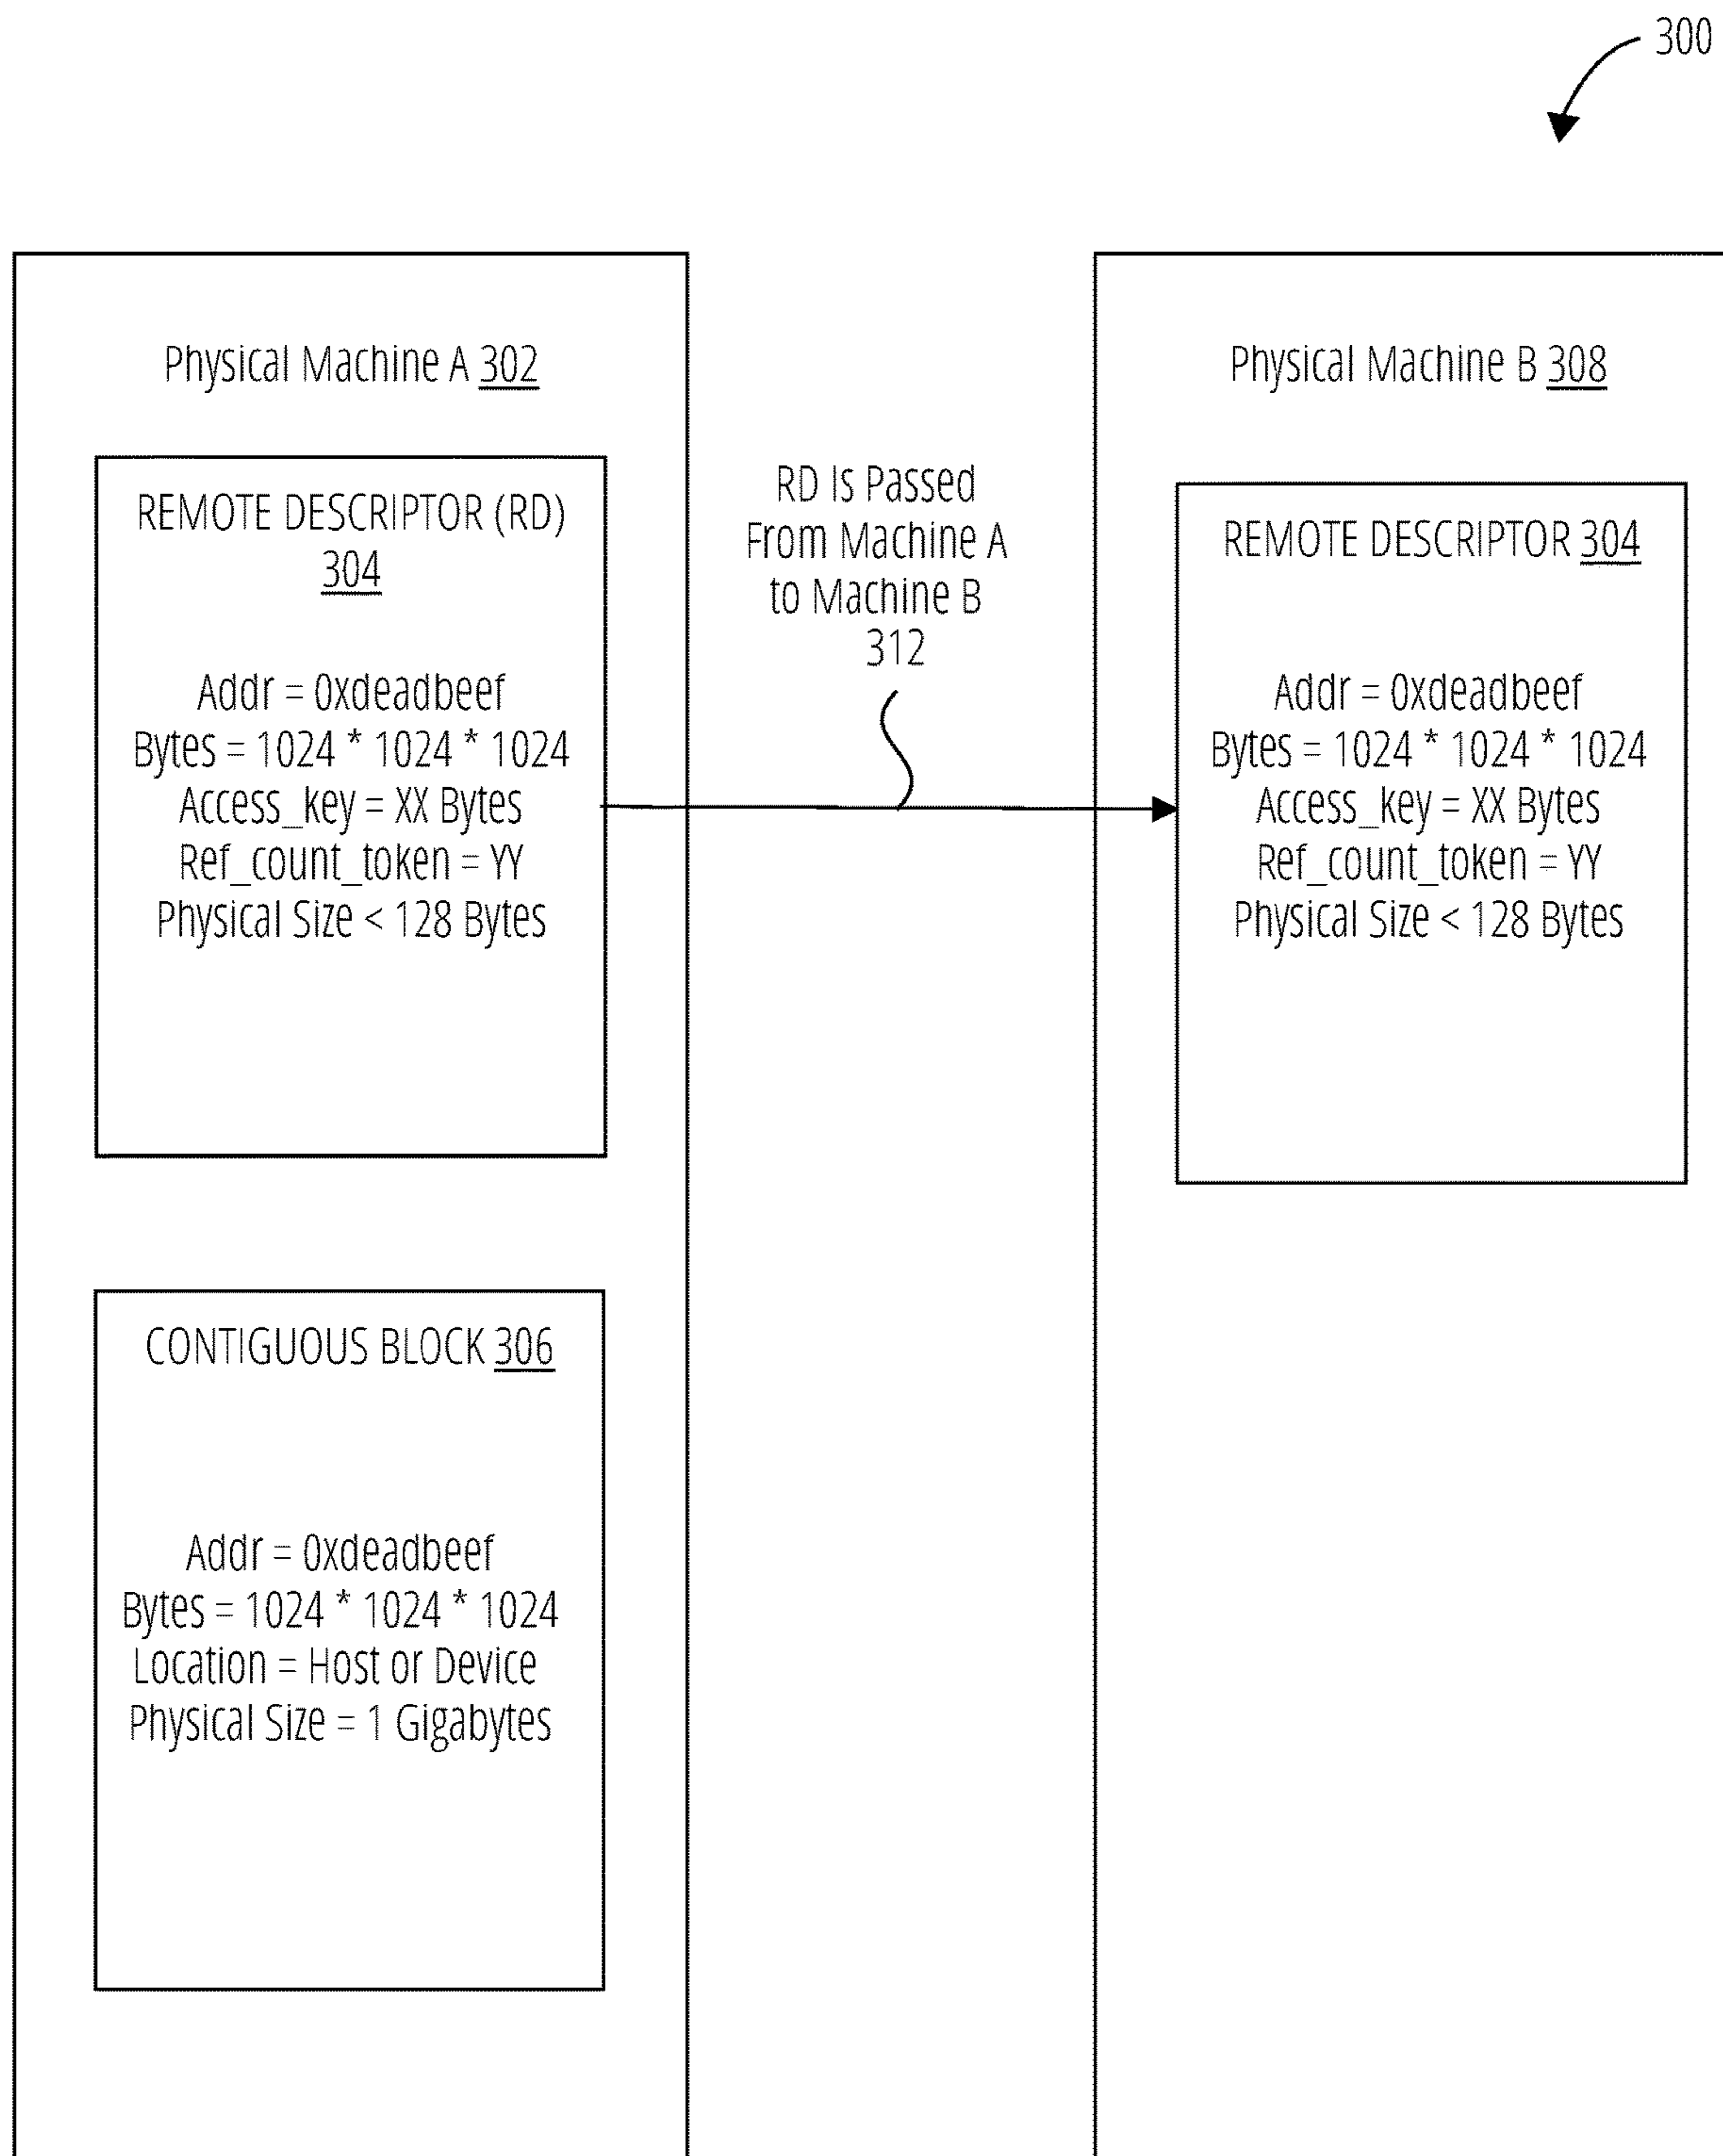 300
Physical Machine A 302
REMOTE DESCRIPTOR (RD)
304
Addr = 0xdeadbeef
Bytes = 1024 * 1024 * 1024
Access_key = XX Bytes
Ref_count_token = YY
Physical Size < 128 Bytes
CONTIGUOUS BLOCK 306
Addr = 0xdeadbeef
Bytes = 1024 * 1024 * 1024
Location = Host or Device
Physical Size = 1 Gigabytes
RD Is Passed
From Machine A
to Machine B
312
Physical Machine B 308
REMOTE DESCRIPTOR 304
Addr = 0xdeadbeef
Bytes = 1024 * 1024 * 1024
Access_key = XX Bytes
Ref_count_token = YY
Physical Size < 128 Bytes